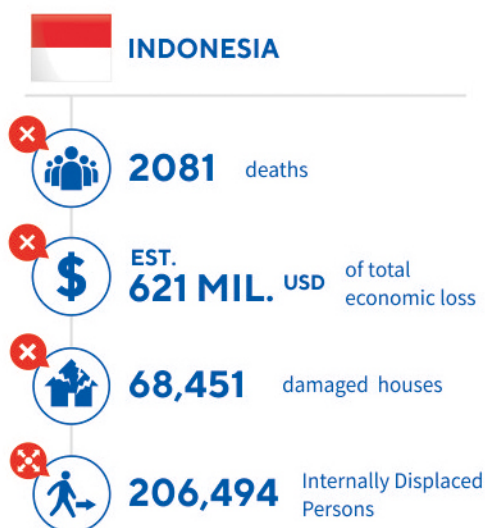 INDONESIA
2081 deaths
EST.
621 MIL. USD of total
economic loss
68,451 damaged houses
206,494 Internally Displaced
Persons